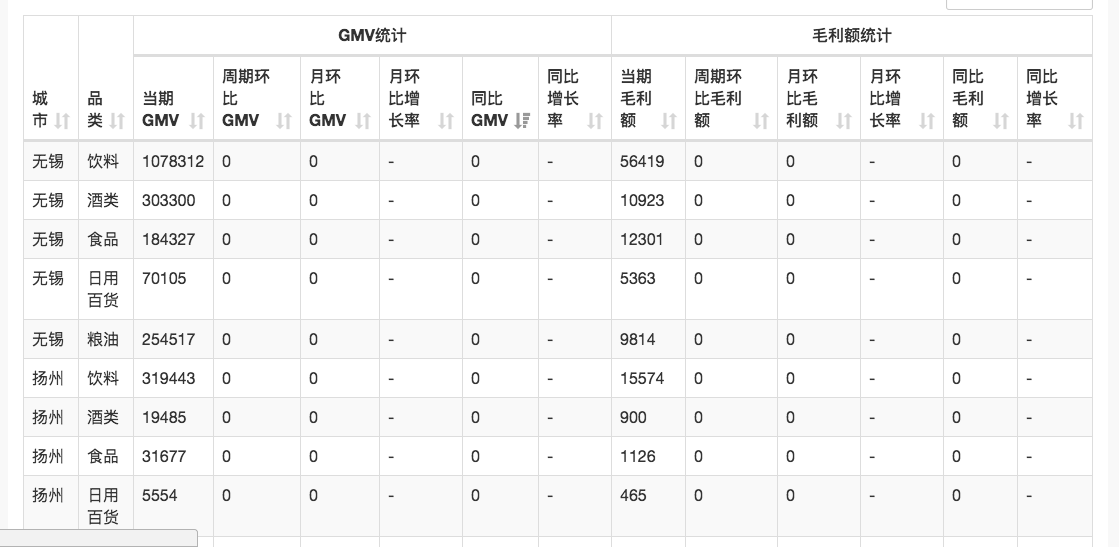 GMV统计 毛利额统计
城市 品类 当期GMV 周期环比GMV 月环比GMV 月环比增长率 同比GMV 同比增长率 当期毛利额 周期环比毛利额 月环比毛利额 月环比增长率 同比毛利额 同比增长率
无锡 饮料 1078312 0 0 - 0 - 56419 0 0 - 0 -
无锡 酒类 303300 0 0 - 0 - 10923 0 0 - 0 -
无锡 食品 184327 0 0 - 0 - 12301 0 0 - 0 -
无锡 日用百货 70105 0 0 - 0 - 5363 0 0 - 0 -
无锡 粮油 254517 0 0 - 0 - 9814 0 0 - 0 -
扬州 饮料 319443 0 0 - 0 - 15574 0 0 - 0 -
扬州 酒类 19485 0 0 - 0 - 900 0 0 - 0 -
扬州 食品 31677 0 0 - 0 - 1126 0 0 - 0 -
扬州 日用百货 5554 0 0 - 0 - 465 0 0 - 0 -